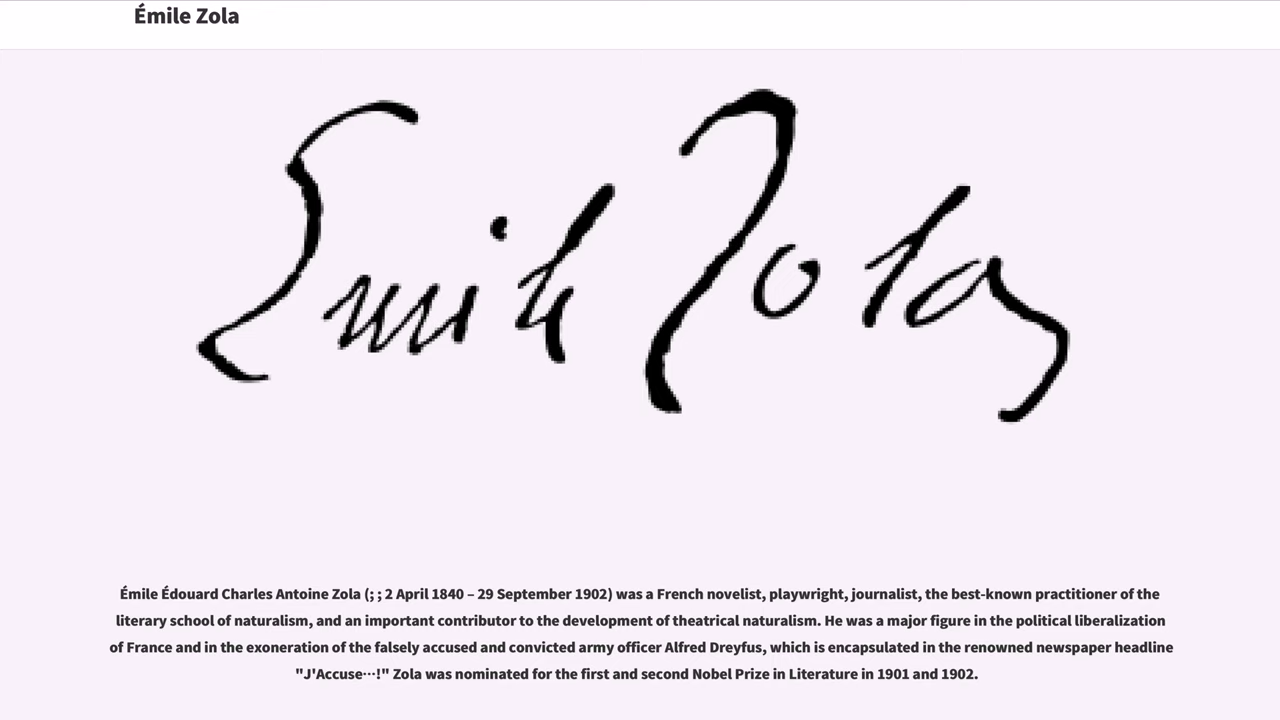 Émile Zola
Emile Zola
Émile Édouard Charles Antoine Zola (; ; 2 April 1840 – 29 September 1902) was a French novelist, playwright, journalist, the best-known practitioner of the
literary school of naturalism, and an important contributor to the development of theatrical naturalism. He was a major figure in the political liberalization
of France and in the exoneration of the falsely accused and convicted army officer Alfred Dreyfus, which is encapsulated in the renowned newspaper headline
"J'Accuse…!" Zola was nominated for the first and second Nobel Prize in Literature in 1901 and 1902.